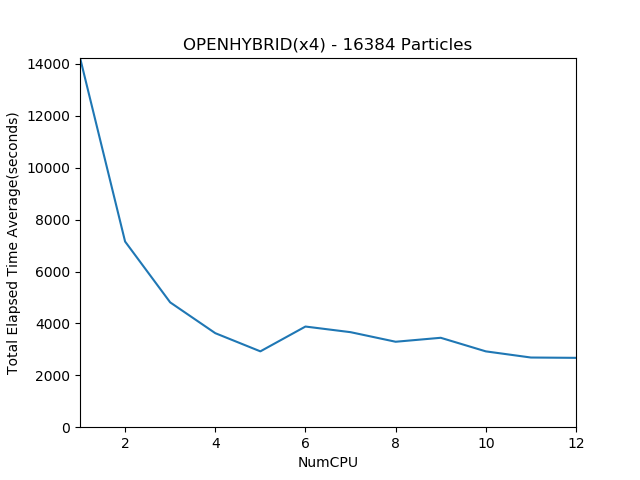 OPENHYBRID(x4) - 16384 Particles
14000
12000
10000
8000
6000
4000
2000
0
Total Elapsed Time Average(seconds)
2 4 6 8 10 12
NumCPU